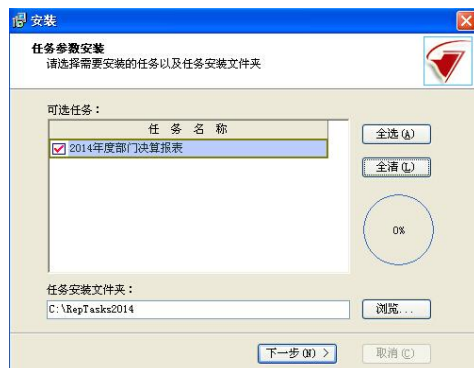 安装
任务参数安装
请选择需要安装的任务以及任务安装文件夹
可选任务：
任 务 名 称
2014年度部门决算报表
全选(A)
全清(L)
0%
任务安装文件夹：
C:\RepTasks2014
浏览...
下一步(N) >
取消(C)